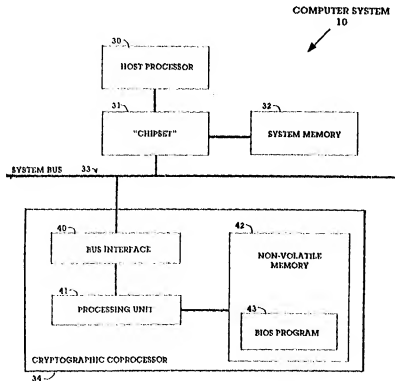 COMPUTER SYSTEM
10
30
HOST PROCESSOR
31
"CHIPSET"
32
SYSTEM MEMORY
SYSTEM BUS
33
40
BUS INTERFACE
42
NON-VOLATILE
MEMORY
41
PROCESSING UNIT
43
BIOS PROGRAM
CRYPTOGRAPHIC COPROCESSOR
34